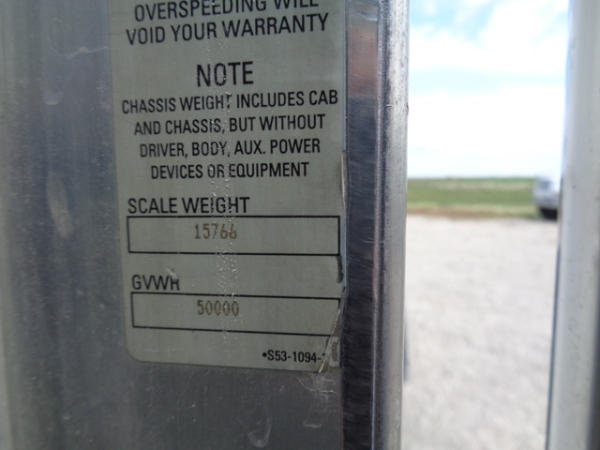 OVERSPEEDING WILL
VOID YOUR WARRANTY
NOTE
CHASSIS WEIGHT INCLUDES CAB
AND CHASSIS, BUT WITHOUT
DRIVER, BODY, AUX. POWER
DEVICES OR EQUIPMENT
SCALE WEIGHT
15766
GVWR
50000
*S53-1094-